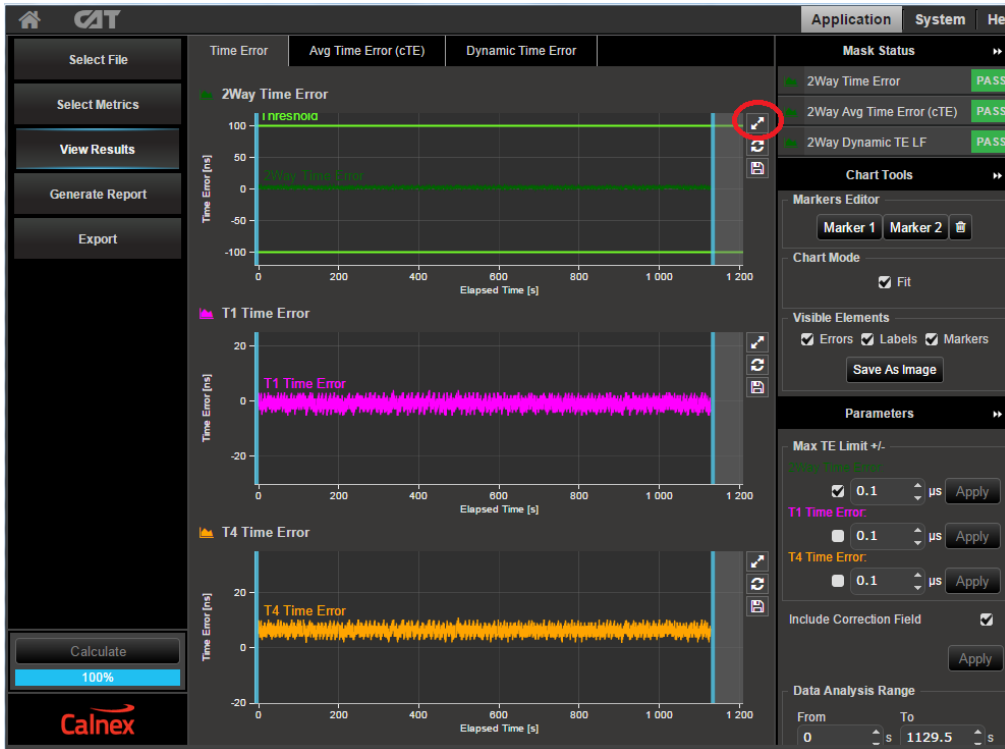 CAT
Application System He
Select File
Select Metrics
View Results
Generate Report
Export
Calculate
100%
Calnex
Time Error Avg Time Error (cTE) Dynamic Time Error
2Way Time Error
Threshold
2Way Time Error
Time Error [ns]
100
50
0
-50
-100
0 200 400 600 800 1 000 1 200
Elapsed Time [s]
T1 Time Error
T1 Time Error
Time Error [ns]
20
0
-20
0 200 400 600 800 1 000 1 200
Elapsed Time [s]
T4 Time Error
T4 Time Error
Time Error [ns]
20
0
-20
0 200 400 600 800 1 000 1 200
Elapsed Time [s]
Mask Status
2Way Time Error PASS
2Way Avg Time Error (cTE) PASS
2Way Dynamic TE LF PASS
Chart Tools
Markers Editor
Marker 1 Marker 2
Chart Mode
Fit
Visible Elements
Errors Labels Markers
Save As Image
Parameters
Max TE Limit +/-
2Way Time Error:
0.1 µs Apply
T1 Time Error:
0.1 µs Apply
T4 Time Error:
0.1 µs Apply
Include Correction Field
Apply
Data Analysis Range
From To
0 s 1129.5 s